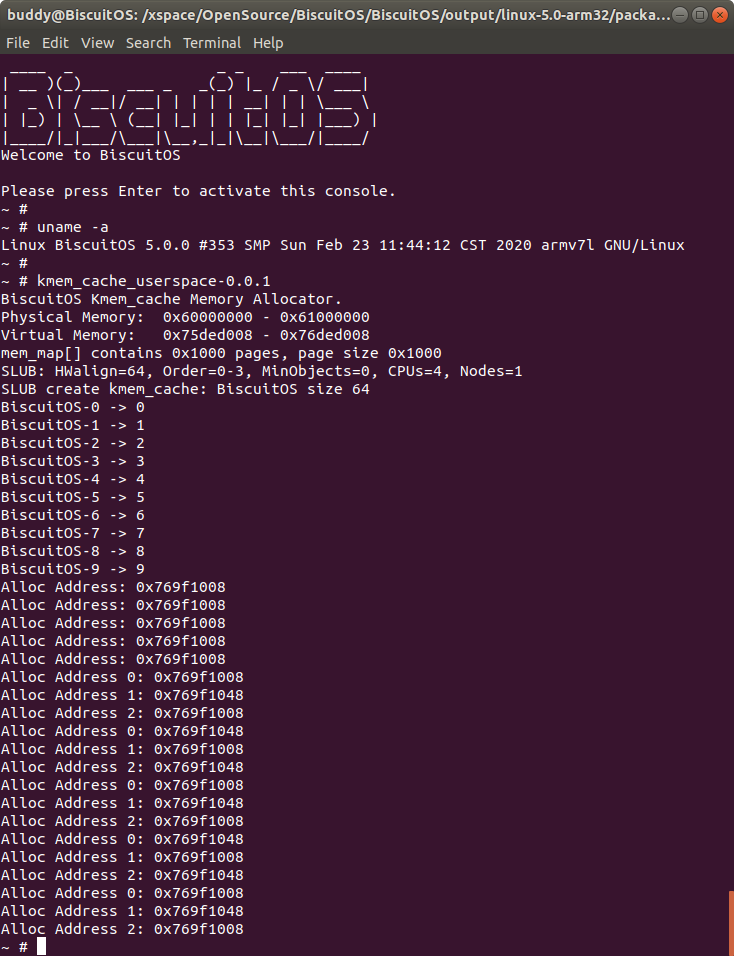 buddy@BiscuitOS: /xspace/OpenSource/BiscuitOS/BiscuitOS/output/linux-5.0-arm32/packa...
File Edit View Search Terminal Help
 ____  _                _ _    ___  ____
| __ )(_)___  ___ _   _(_) |_ / _ \/ ___|
|  _ \| / __|/ __| | | | | __| | | \___ \
| |_) | \__ \ (__| |_| | | |_| |_| |___) |
|____/|_|___/\___|\__,_|_|\__|\___/|____/
Welcome to BiscuitOS
Please press Enter to activate this console.
~ #
~ # uname -a
Linux BiscuitOS 5.0.0 #353 SMP Sun Feb 23 11:44:12 CST 2020 armv7l GNU/Linux
~ #
~ # kmem_cache_userspace-0.0.1
BiscuitOS Kmem_cache Memory Allocator.
Physical Memory:  0x60000000 - 0x61000000
Virtual Memory:   0x75ded008 - 0x76ded008
mem_map[] contains 0x1000 pages, page size 0x1000
SLUB: HWalign=64, Order=0-3, MinObjects=0, CPUs=4, Nodes=1
SLUB create kmem_cache: BiscuitOS size 64
BiscuitOS-0 -> 0
BiscuitOS-1 -> 1
BiscuitOS-2 -> 2
BiscuitOS-3 -> 3
BiscuitOS-4 -> 4
BiscuitOS-5 -> 5
BiscuitOS-6 -> 6
BiscuitOS-7 -> 7
BiscuitOS-8 -> 8
BiscuitOS-9 -> 9
Alloc Address: 0x769f1008
Alloc Address: 0x769f1008
Alloc Address: 0x769f1008
Alloc Address: 0x769f1008
Alloc Address: 0x769f1008
Alloc Address 0: 0x769f1008
Alloc Address 1: 0x769f1048
Alloc Address 2: 0x769f1008
Alloc Address 0: 0x769f1048
Alloc Address 1: 0x769f1008
Alloc Address 2: 0x769f1048
Alloc Address 0: 0x769f1008
Alloc Address 1: 0x769f1048
Alloc Address 2: 0x769f1008
Alloc Address 0: 0x769f1048
Alloc Address 1: 0x769f1008
Alloc Address 2: 0x769f1048
Alloc Address 0: 0x769f1008
Alloc Address 1: 0x769f1048
Alloc Address 2: 0x769f1008
~ #